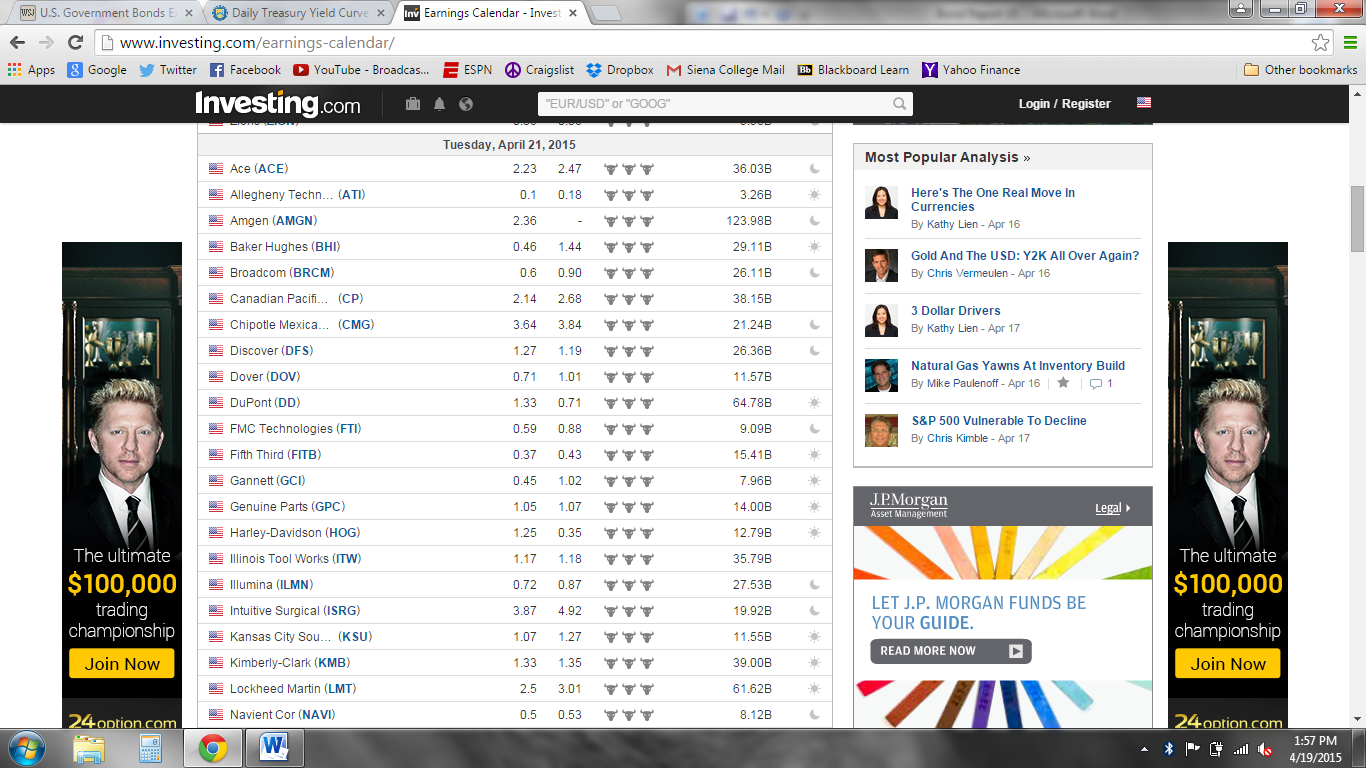 U.S. Government Bonds E
Daily Treasury Yield Curve
Earnings Calendar - Invest
www.investing.com/earnings-calendar/
Apps Google Twitter Facebook YouTube - Broadcas... ESPN Craigslist Dropbox Siena College Mail Blackboard Learn Yahoo Finance Other bookmarks
Investing.com "EUR/USD" or "GOOG" Login / Register
Tuesday, April 21, 2015
Ace (ACE) 2.23 2.47 36.03B
Allegheny Techn... (ATI) 0.1 0.18 3.26B
Amgen (AMGN) 2.36 - 123.98B
Baker Hughes (BHI) 0.46 1.44 29.11B
Broadcom (BRCM) 0.6 0.90 26.11B
Canadian Pacifi... (CP) 2.14 2.68 38.15B
Chipotle Mexica... (CMG) 3.64 3.84 21.24B
Discover (DFS) 1.27 1.19 26.36B
Dover (DOV) 0.71 1.01 11.57B
DuPont (DD) 1.33 0.71 64.78B
FMC Technologies (FTI) 0.59 0.88 9.09B
Fifth Third (FITB) 0.37 0.43 15.41B
Gannett (GCI) 0.45 1.02 7.96B
Genuine Parts (GPC) 1.05 1.07 14.00B
Harley-Davidson (HOG) 1.25 0.35 12.79B
Illinois Tool Works (ITW) 1.17 1.18 35.79B
Illumina (ILMN) 0.72 0.87 27.53B
Intuitive Surgical (ISRG) 3.87 4.92 19.92B
Kansas City Sou... (KSU) 1.07 1.27 11.55B
Kimberly-Clark (KMB) 1.33 1.35 39.00B
Lockheed Martin (LMT) 2.5 3.01 61.62B
Navient Cor (NAVI) 0.5 0.53 8.12B
Most Popular Analysis »
Here's The One Real Move In
Currencies
By Kathy Lien - Apr 16
Gold And The USD: Y2K All Over Again?
By Chris Vermeulen - Apr 16
3 Dollar Drivers
By Kathy Lien - Apr 17
Natural Gas Yawns At Inventory Build
By Mike Paulenoff - Apr 16 1
S&P 500 Vulnerable To Decline
By Chris Kimble - Apr 17
J.P.Morgan
Asset Management
Legal
LET J.P. MORGAN FUNDS BE
YOUR GUIDE.
READ MORE NOW
The ultimate
$100,000
trading
championship
Join Now
24option.com
The ultimate
$100,000
trading
championship
Join Now
24option.com
1:57 PM
4/19/2015